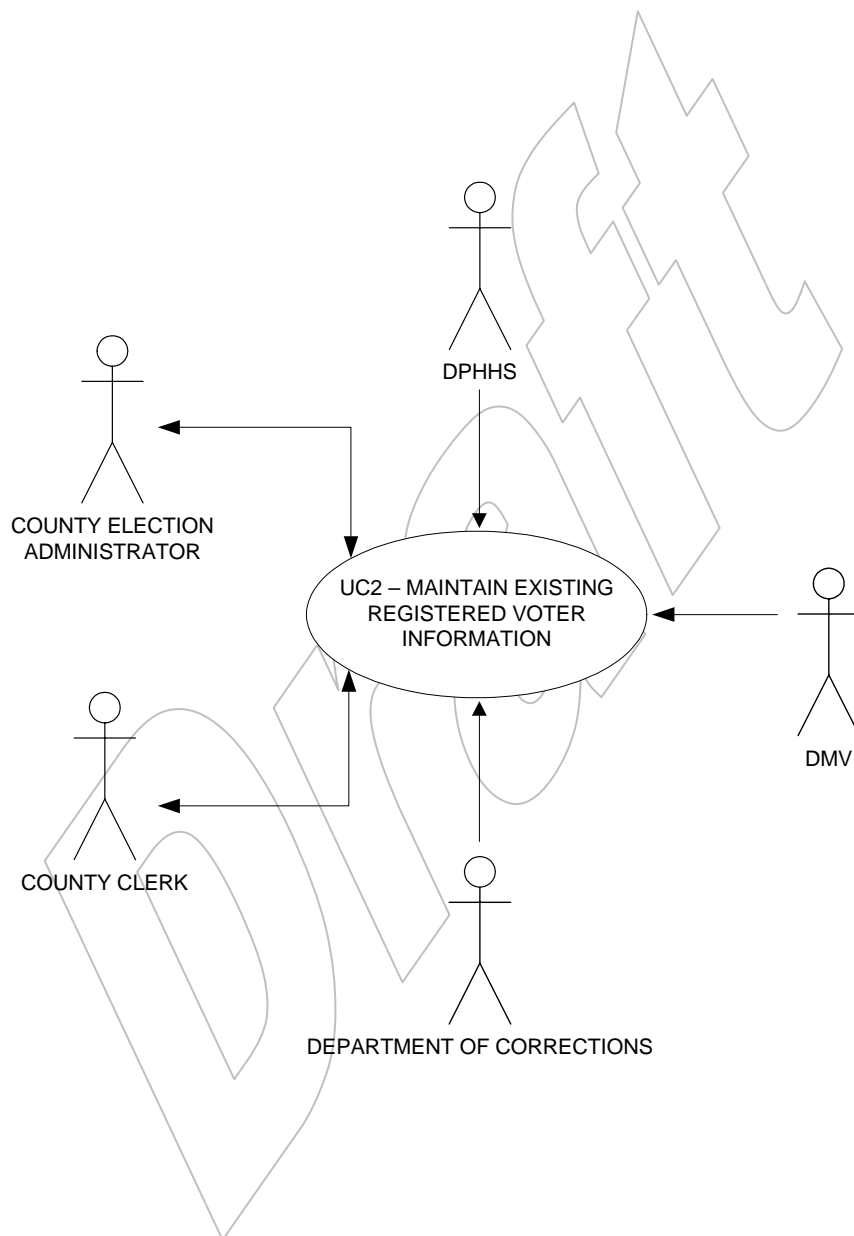 DPHHS
COUNTY ELECTION
ADMINISTRATOR
UC2 – MAINTAIN EXISTING
REGISTERED VOTER
INFORMATION
DMV
COUNTY CLERK
DEPARTMENT OF CORRECTIONS
Draft